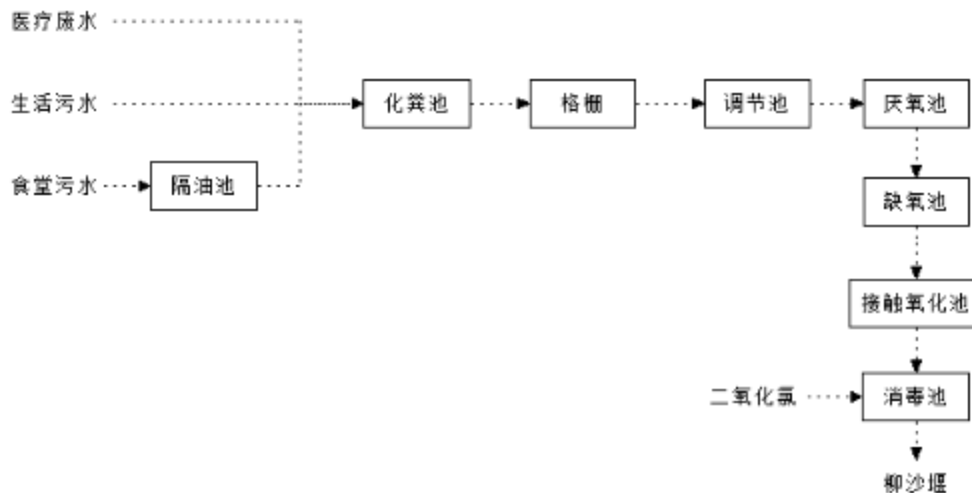 医疗废水
生活污水
化粪池
格栅
调节池
厌氧池
食堂污水
隔油池
缺氧池
接触氧化池
二氧化氯
消毒池
柳沙堰